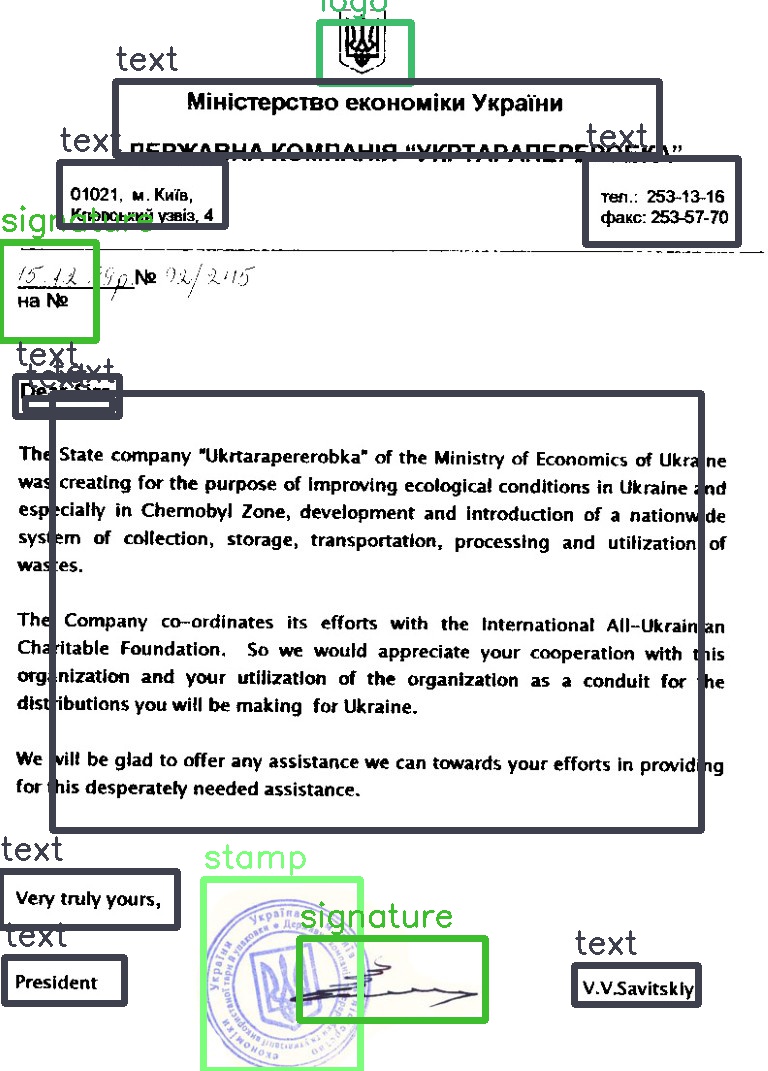 logo
text
Міністерство економіки України
text
text
ДЕРЖАВНА КОМПАНІЯ “УКРТАРАПЕРЕРОБКА”
01021, м. Київ,
Кловський узвіз, 4
тел.: 253-13-16
факс: 253-57-70
signature
15.12. №
на №
text
text
text
Dear Sirs
The State company "Ukrtarapererobka" of the Ministry of Economics of Ukraine
was creating for the purpose of improving ecological conditions in Ukraine and
especially in Chernobyl Zone, development and introduction of a nationwide
system of collection, storage, transportation, processing and utilization of
wastes.
The Company co-ordinates its efforts with the International All-Ukrainian
Charitable Foundation. So we would appreciate your cooperation with this
organization and your utilization of the organization as a conduit for the
distributions you will be making for Ukraine.
We will be glad to offer any assistance we can towards your efforts in providing
for this desperately needed assistance.
text
stamp
Very truly yours,
signature
text
text
President
V.V.Savitskiy
Україна
України
економіки